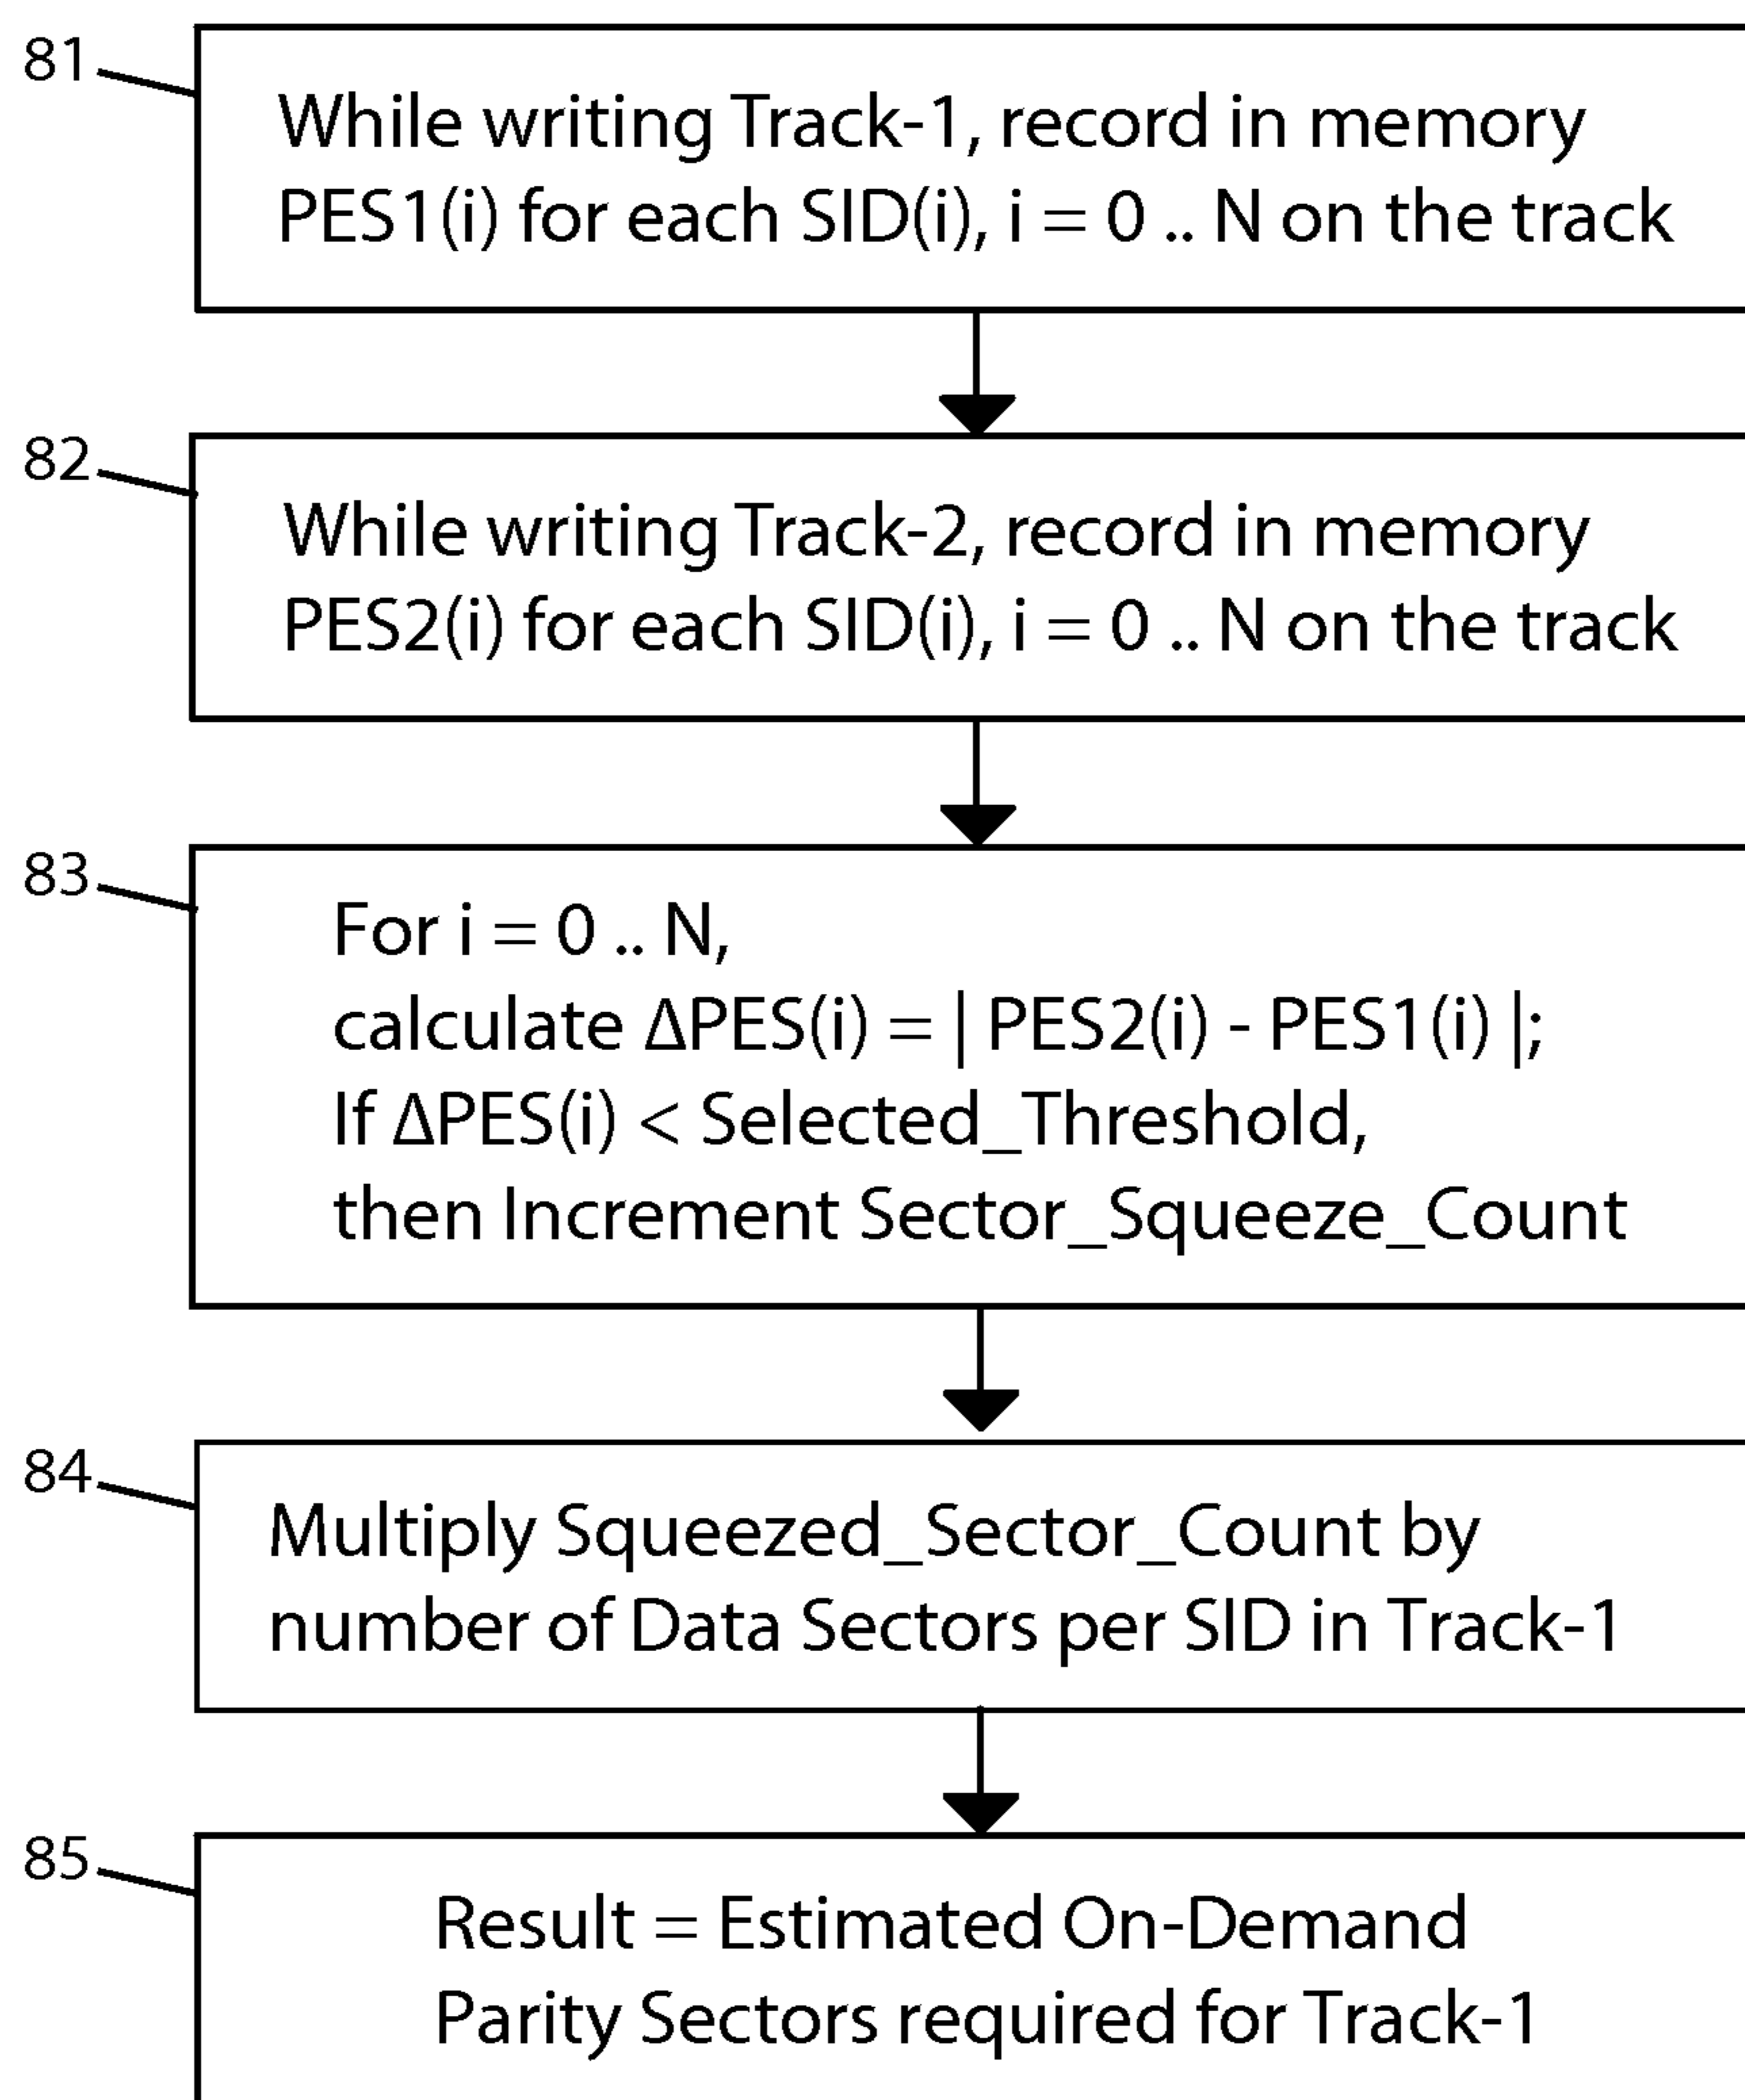 81
While writing Track-1, record in memory
PES1(i) for each SID(i), i = 0 .. N on the track
82
While writing Track-2, record in memory
PES2(i) for each SID(i), i = 0 .. N on the track
83
For i = 0 .. N,
calculate ΔPES(i) = | PES2(i) - PES1(i) |;
If ΔPES(i) < Selected_Threshold,
then Increment Sector_Squeeze_Count
84
Multiply Squeezed_Sector_Count by
number of Data Sectors per SID in Track-1
85
Result = Estimated On-Demand
Parity Sectors required for Track-1